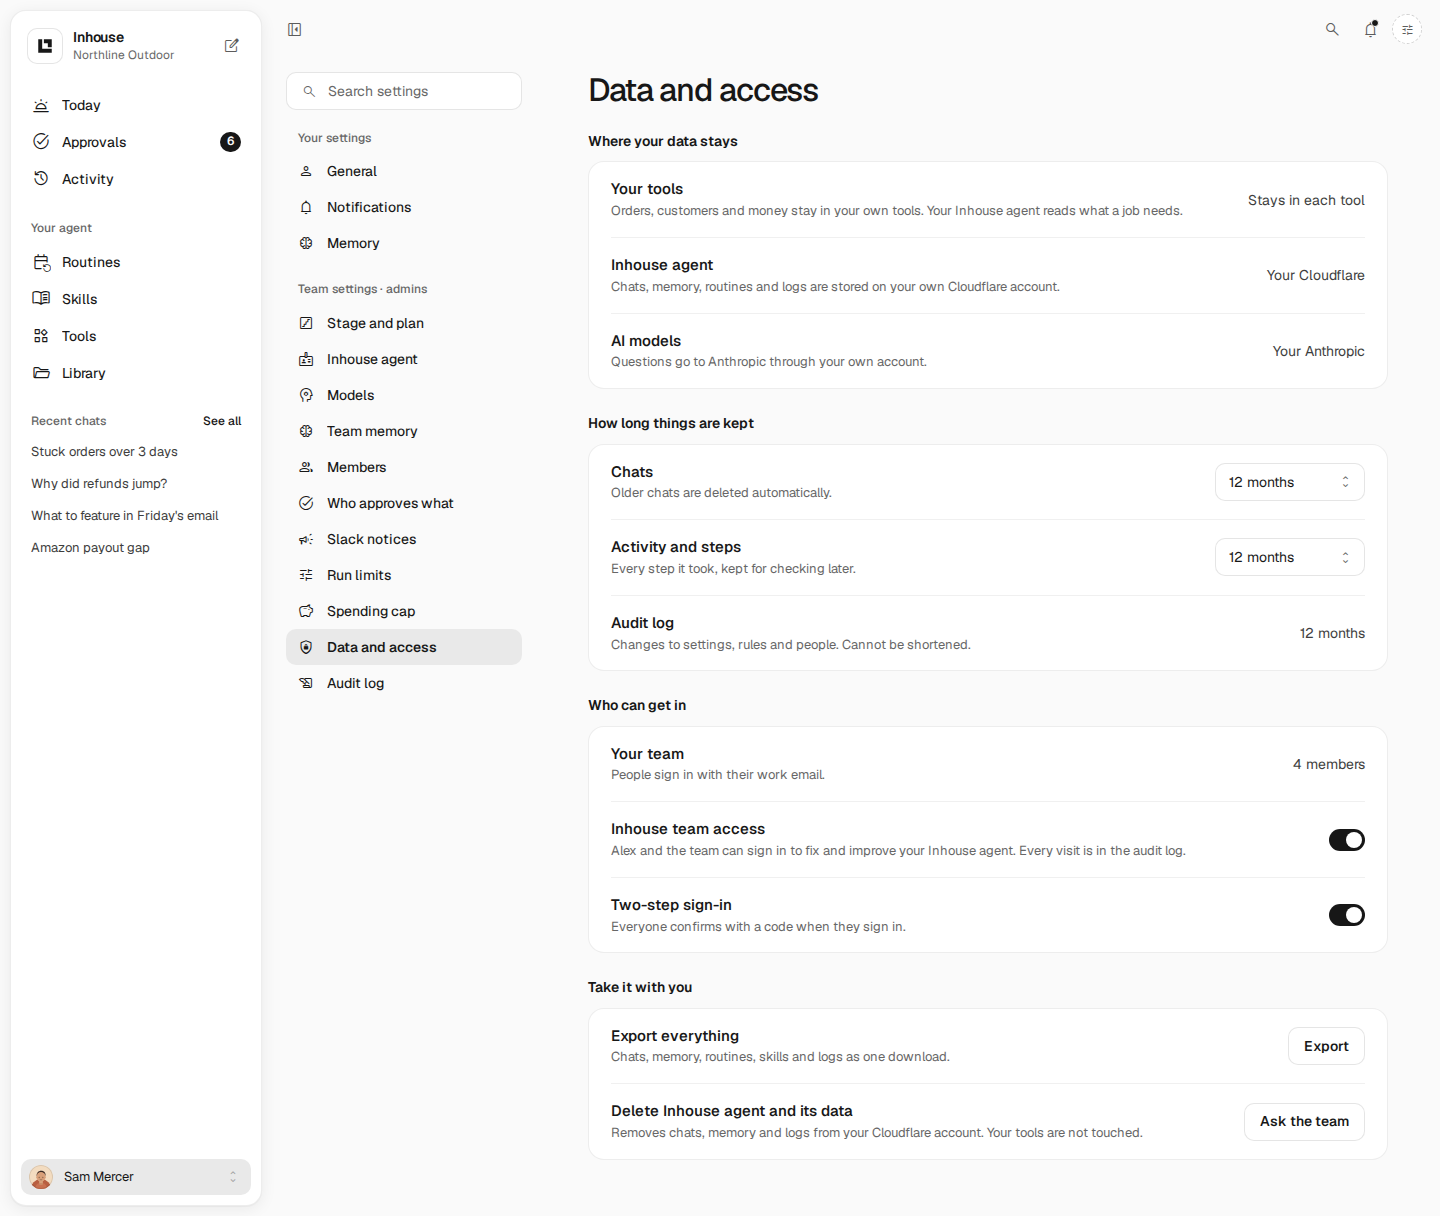 Inhouse
Northline Outdoor
Today
Approvals 6
Activity
Your agent
Routines
Skills
Tools
Library
Recent chats See all
Stuck orders over 3 days
Why did refunds jump?
What to feature in Friday's email
Amazon payout gap
Sam Mercer
Search settings
Your settings
General
Notifications
Memory
Team settings · admins
Stage and plan
Inhouse agent
Models
Team memory
Members
Who approves what
Slack notices
Run limits
Spending cap
Data and access
Audit log
Data and access
Where your data stays
Your tools
Orders, customers and money stay in your own tools. Your Inhouse agent reads what a job needs.
Stays in each tool
Inhouse agent
Chats, memory, routines and logs are stored on your own Cloudflare account.
Your Cloudflare
AI models
Questions go to Anthropic through your own account.
Your Anthropic
How long things are kept
Chats
Older chats are deleted automatically.
12 months
Activity and steps
Every step it took, kept for checking later.
12 months
Audit log
Changes to settings, rules and people. Cannot be shortened.
12 months
Who can get in
Your team
People sign in with their work email.
4 members
Inhouse team access
Alex and the team can sign in to fix and improve your Inhouse agent. Every visit is in the audit log.
Two-step sign-in
Everyone confirms with a code when they sign in.
Take it with you
Export everything
Chats, memory, routines, skills and logs as one download.
Export
Delete Inhouse agent and its data
Removes chats, memory and logs from your Cloudflare account. Your tools are not touched.
Ask the team